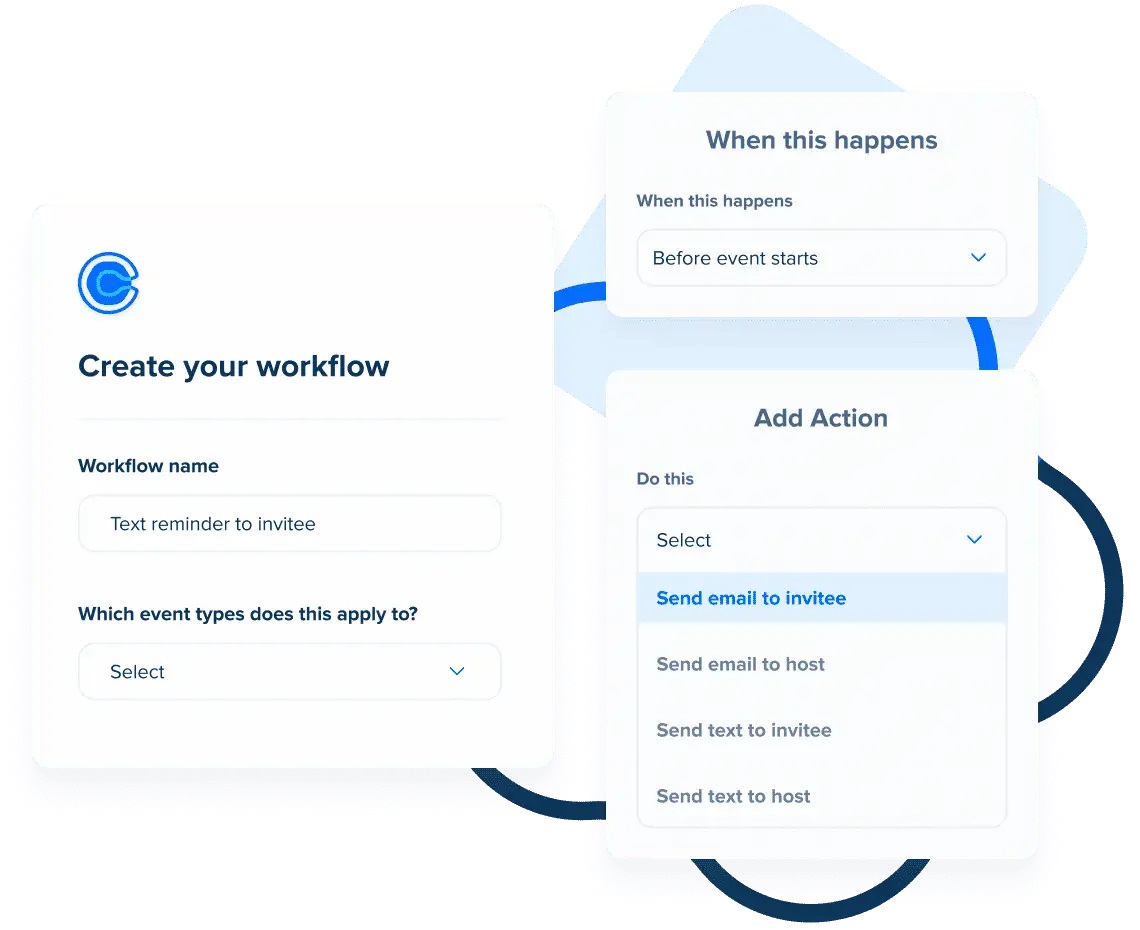 Create your workflow
Workflow name
Text reminder to invitee
Which event types does this apply to?
Select
When this happens
When this happens
Before event starts
Add Action
Do this
Select
Send email to invitee
Send email to host
Send text to invitee
Send text to host